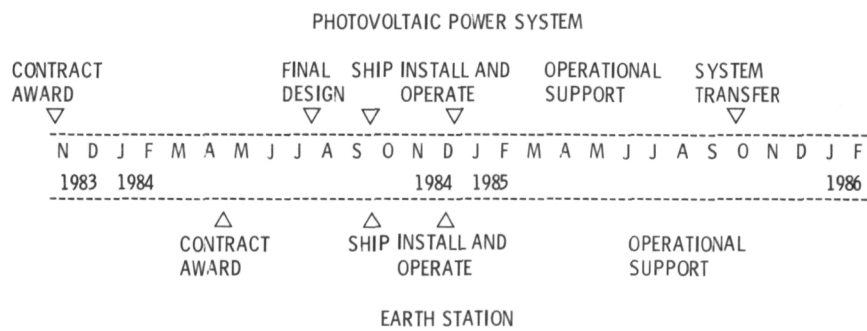 PHOTOVOLTAIC POWER SYSTEM
CONTRACT AWARD
FINAL DESIGN
SHIP
INSTALL AND OPERATE
OPERATIONAL SUPPORT
SYSTEM TRANSFER
N D J F M A M J J A S O N D J F M A M J J A S O N D J F
1983 1984 1984 1985 1986
CONTRACT AWARD
SHIP
INSTALL AND OPERATE
OPERATIONAL SUPPORT
EARTH STATION